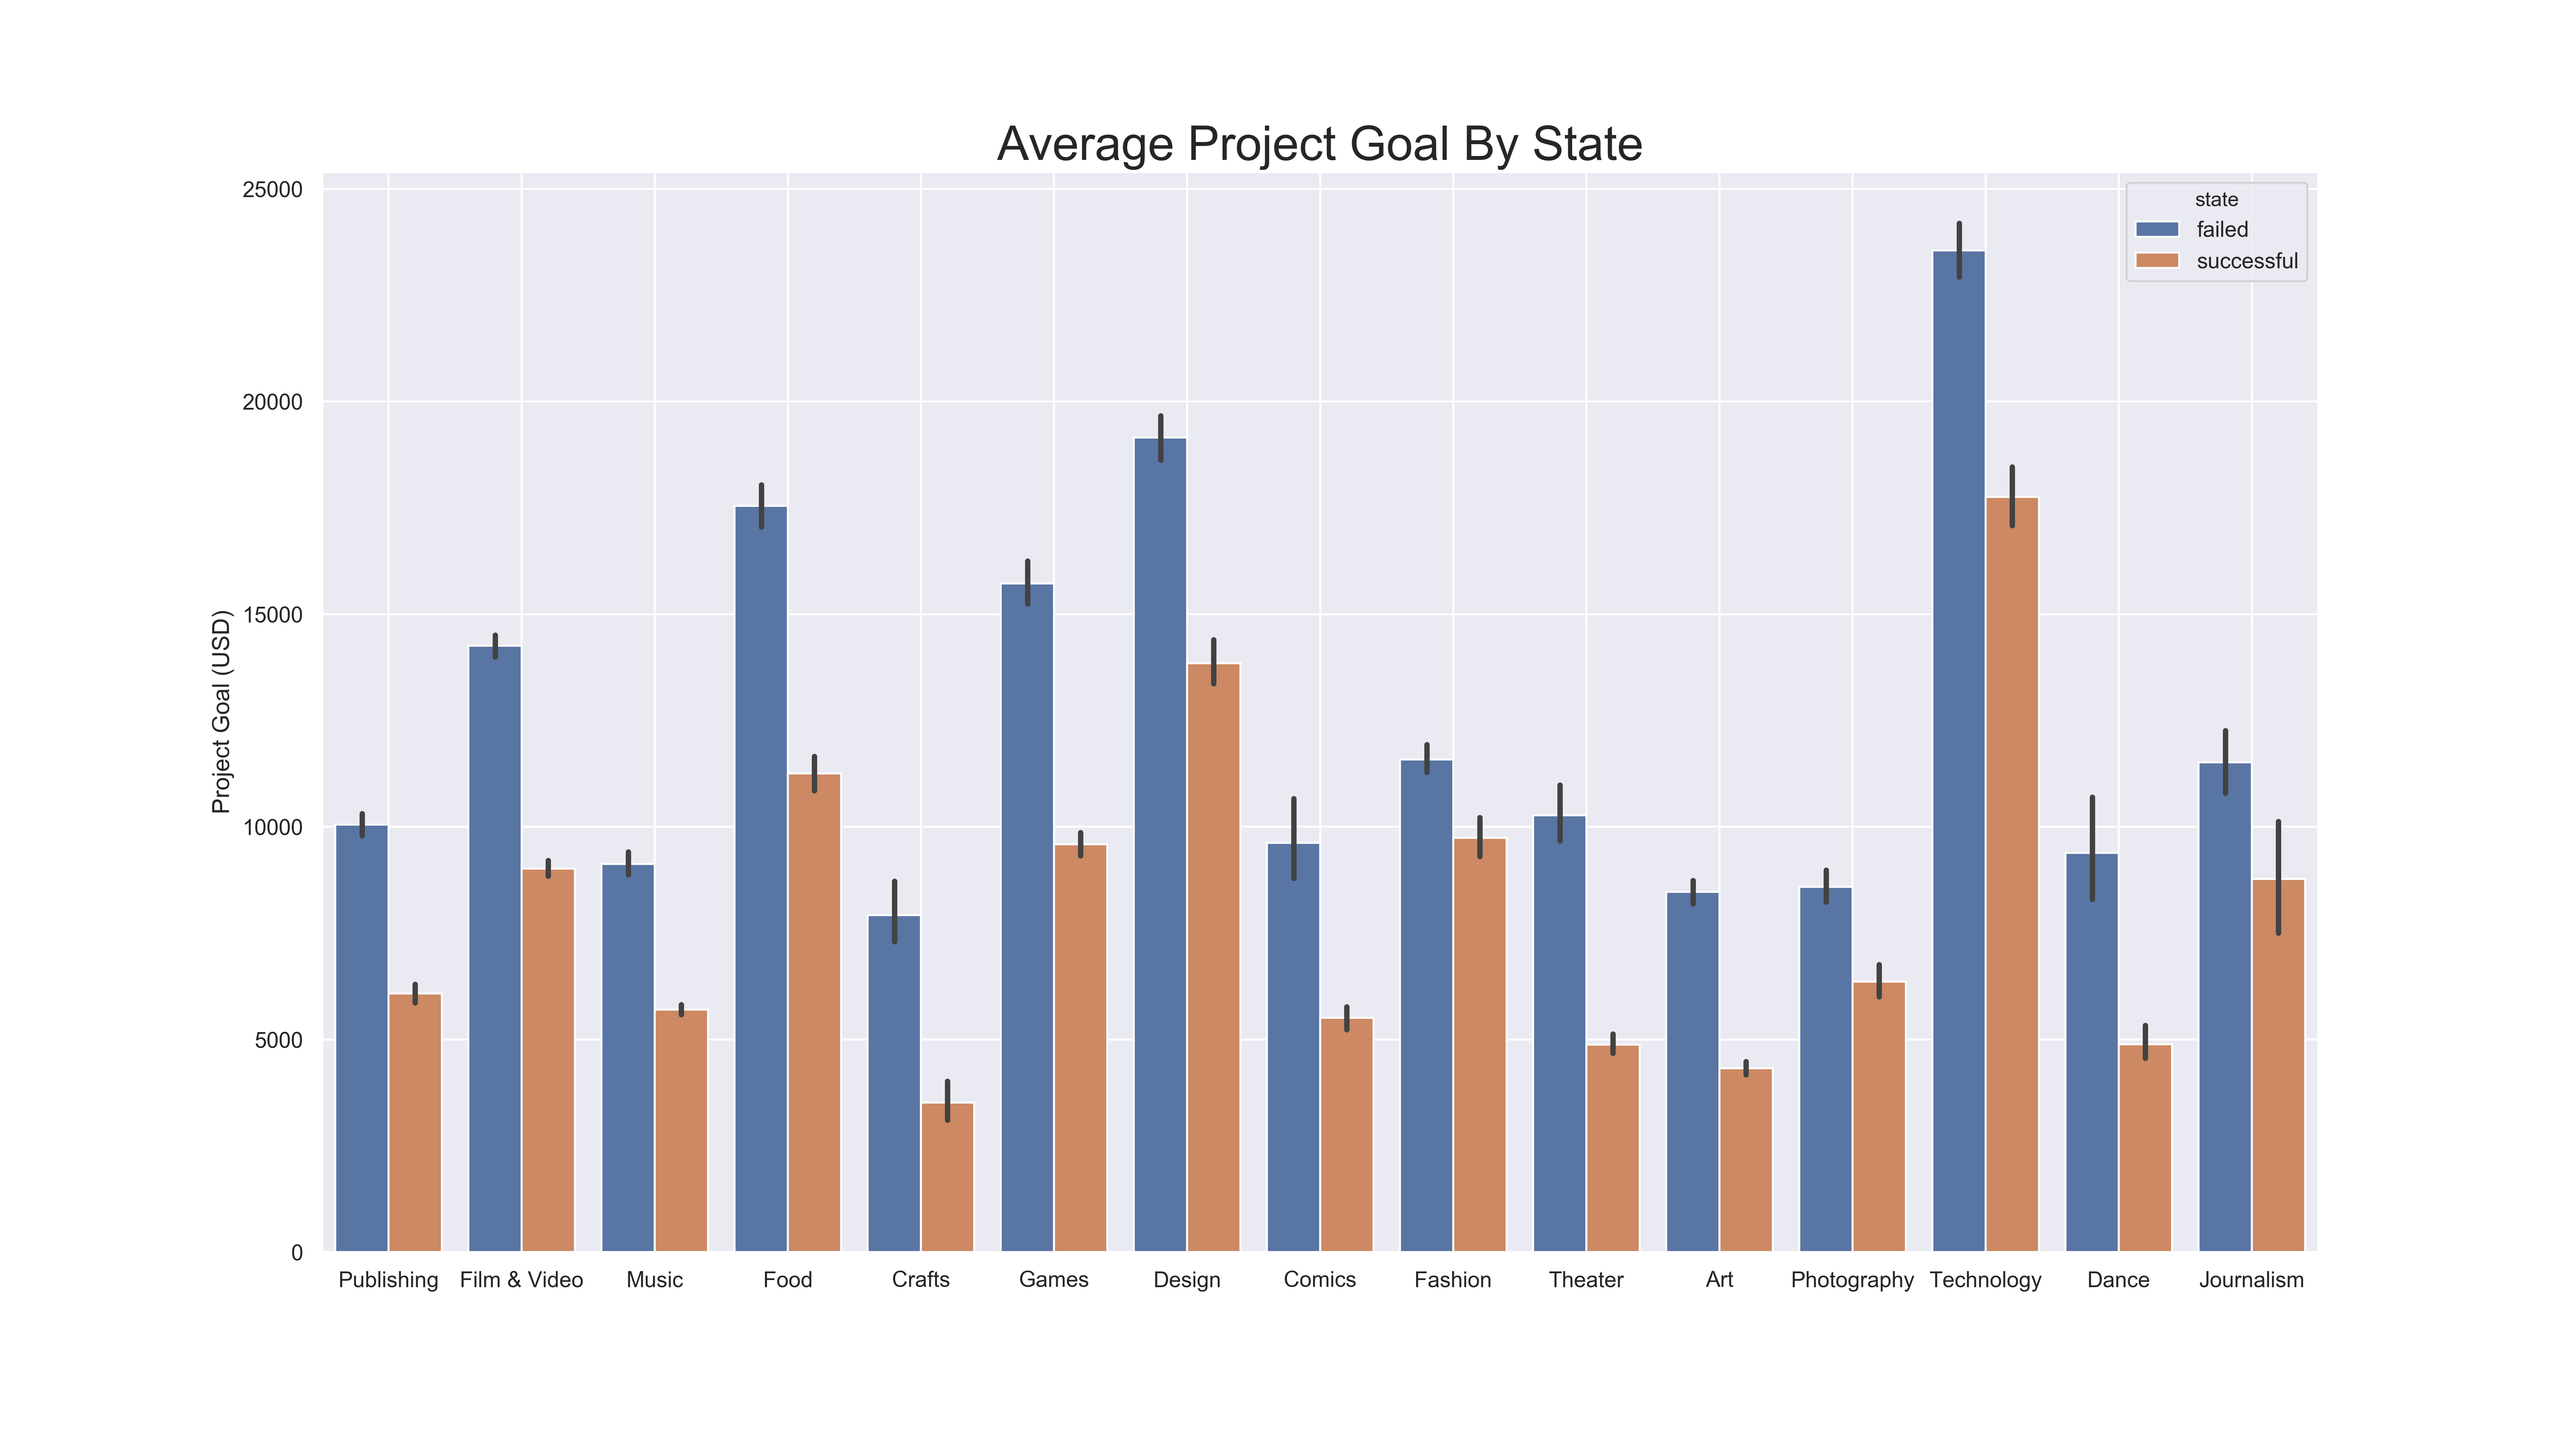 Average Project Goal By State
25000
20000
15000
10000
5000
0
Project Goal (USD)
state
failed
successful
Publishing
Film & Video
Music
Food
Crafts
Games
Design
Comics
Fashion
Theater
Art
Photography
Technology
Dance
Journalism